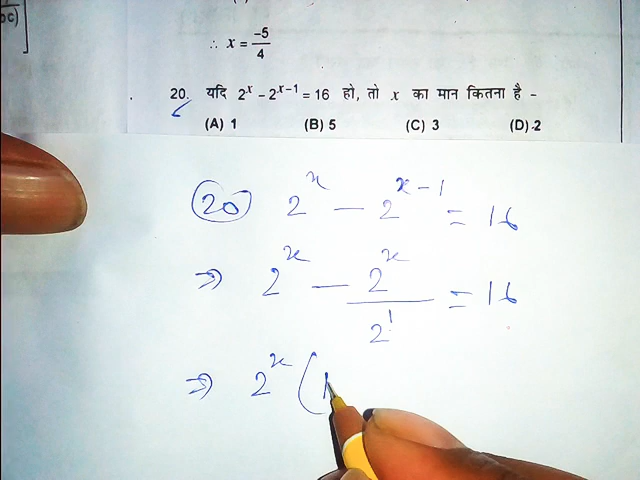 ∴ x = -5/4
20. यदि 2^x - 2^(x-1) = 16 हो, तो x का मान कितना है -
(A) 1 (B) 5 (C) 3 (D) 2
20 2^x - 2^(x-1) = 16
⇒ 2^x - 2^x/2^1 = 16
⇒ 2^x ( 1